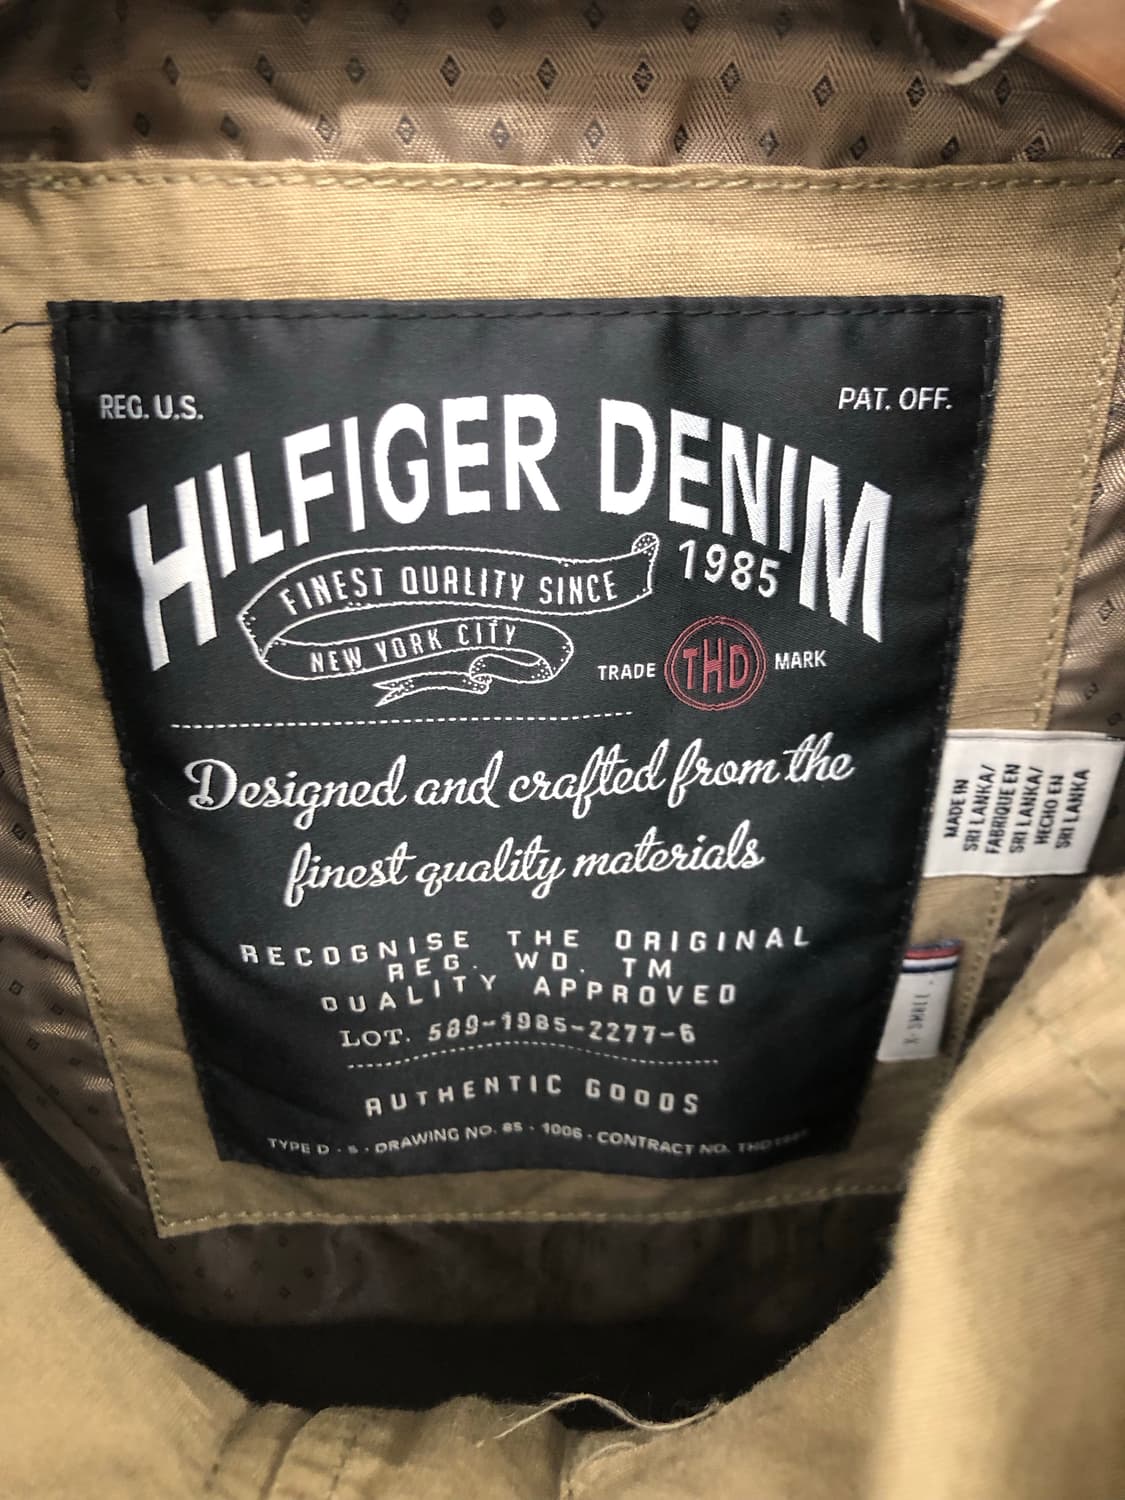 REG. U.S.
PAT. OFF.
HILFIGER DENIM
FINEST QUALITY SINCE
1985
NEW YORK CITY
TRADE THD MARK
Designed and crafted from the
finest quality materials
RECOGNISE THE ORIGINAL
REG. WD. TM
QUALITY APPROVED
LOT. 589-1985-2277-6
AUTHENTIC GOODS
TYPE D - S - DRAWING NO. 85 - 1006 - CONTRACT NO.
MADE IN
SRI LANKA/
FABRIQUE EN
SRI LANKA/
HECHO EN
SRI LANKA
X-SMALL